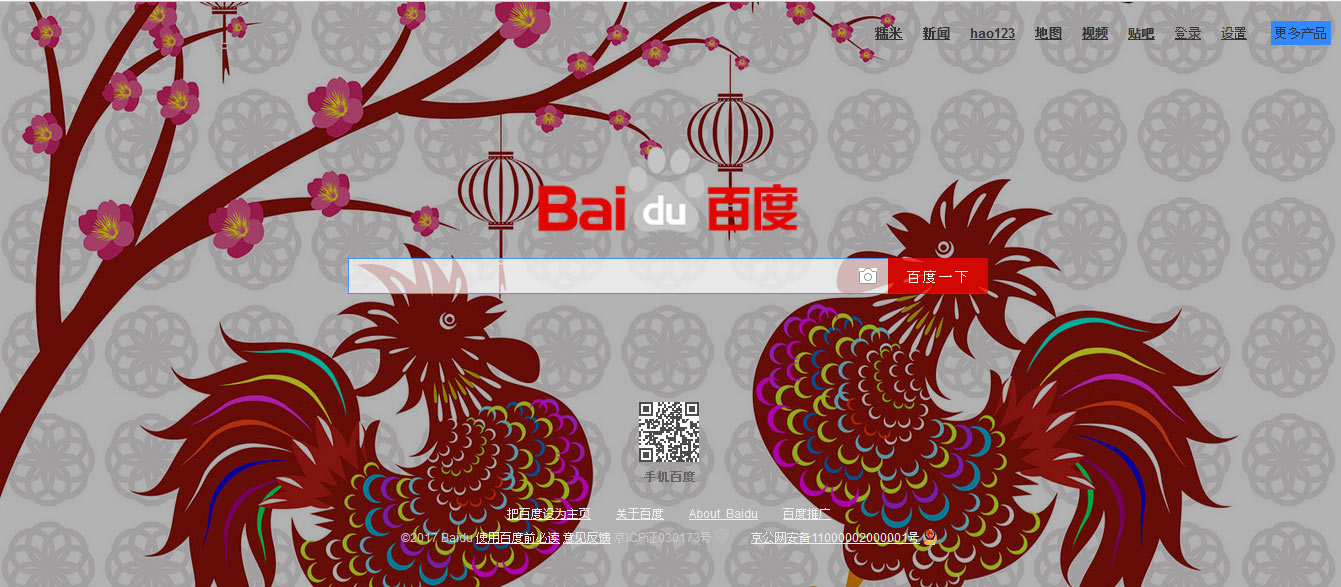 糯米 新闻 hao123 地图 视频 贴吧 登录 设置 更多产品
Bai du 百度
百度一下
手机百度
把百度设为主页 关于百度 About Baidu 百度推广
©2017 Baidu 使用百度前必读 意见反馈 京ICP证030173号 京公网安备11000002000001号